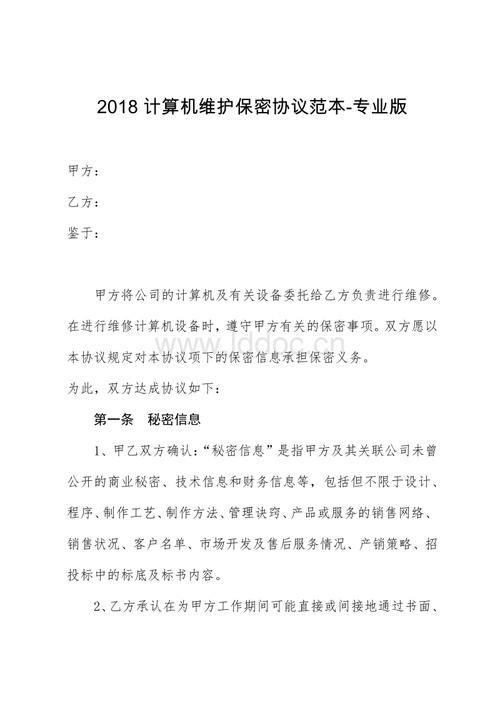 2018 计算机维护保密协议范本-专业版
甲方：
乙方：
鉴于：
甲方将公司的计算机及有关设备委托给乙方负责进行维修。
在进行维修计算机设备时，遵守甲方有关的保密事项。双方愿以
本协议规定对本协议项下的保密信息承担保密义务。
www.lddoc.cn
为此，双方达成协议如下：
第一条 秘密信息
1、甲乙双方确认：“秘密信息”是指甲方及其关联公司未曾
公开的商业秘密、技术信息和财务信息等，包括但不限于设计、
程序、制作工艺、制作方法、管理诀窍、产品或服务的销售网络、
销售状况、客户名单、市场开发及售后服务情况、产销策略、招
投标中的标底及标书内容。
2、乙方承认在为甲方工作期间可能直接或间接地通过书面、